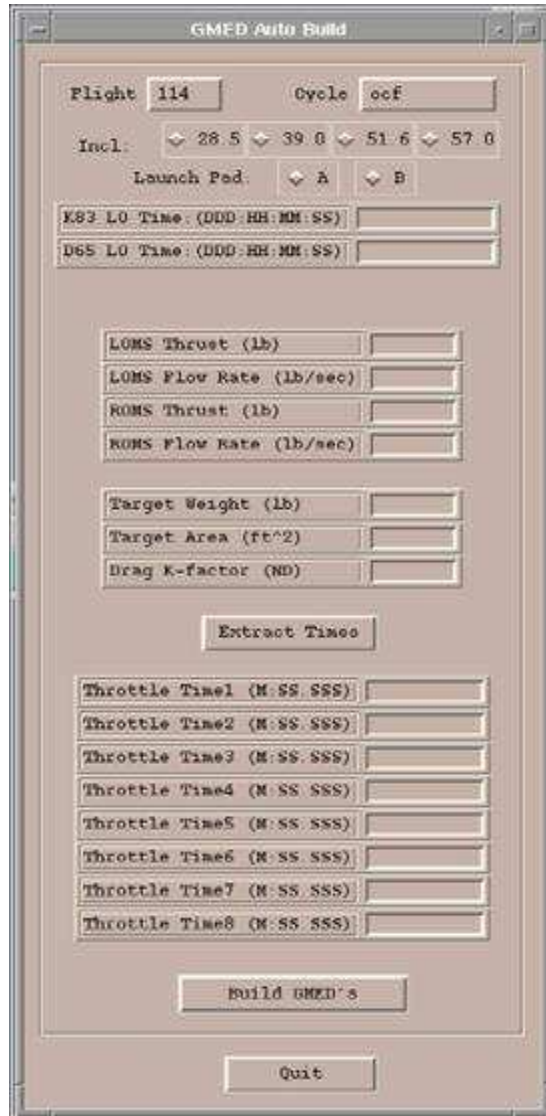 GMED Auto Build
Flight 114 Cycle ocf
Incl: 28.5 39.0 51.6 57.0
Launch Pad: A B
K83 LO Time:(DDD:HH:MM:SS)
D65 LO Time:(DDD:HH:MM:SS)
LOMS Thrust (lb)
LOMS Flow Rate (lb/sec)
ROMS Thrust (lb)
ROMS Flow Rate (lb/sec)
Target Weight (lb)
Target Area (ft^2)
Drag K-factor (ND)
Extract Times
Throttle Time1 (M:SS.SSS)
Throttle Time2 (M:SS.SSS)
Throttle Time3 (M:SS.SSS)
Throttle Time4 (M:SS.SSS)
Throttle Time5 (M:SS.SSS)
Throttle Time6 (M:SS.SSS)
Throttle Time7 (M:SS.SSS)
Throttle Time8 (M:SS.SSS)
Build GMED's
Quit